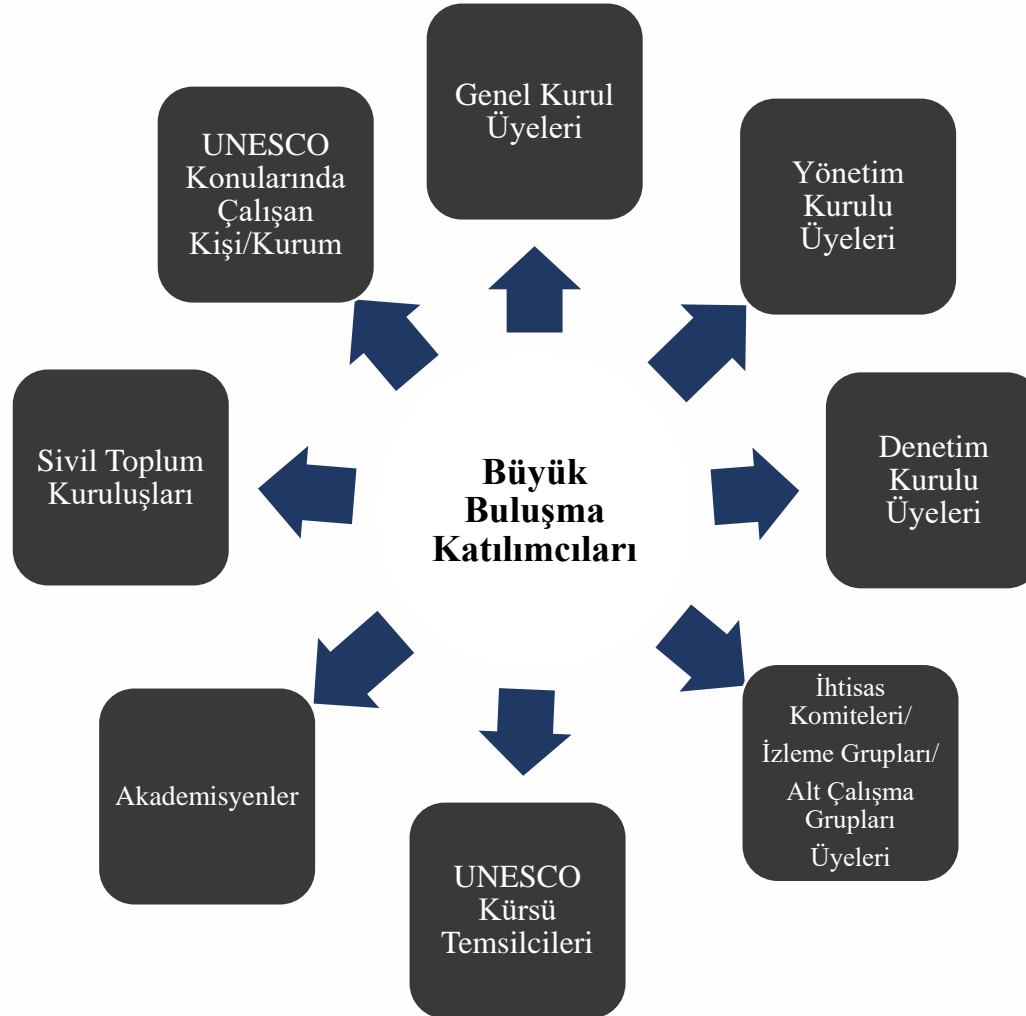 Genel Kurul
Üyeleri
UNESCO
Konularında
Çalışan
Kişi/Kurum
Yönetim
Kurulu
Üyeleri
Sivil Toplum
Kuruluşları
Büyük
Buluşma
Katılımcıları
Denetim
Kurulu
Üyeleri
Akademisyenler
İhtisas
Komiteleri/
İzleme Grupları/
Alt Çalışma
Grupları
Üyeleri
UNESCO
Kürsü
Temsilcileri